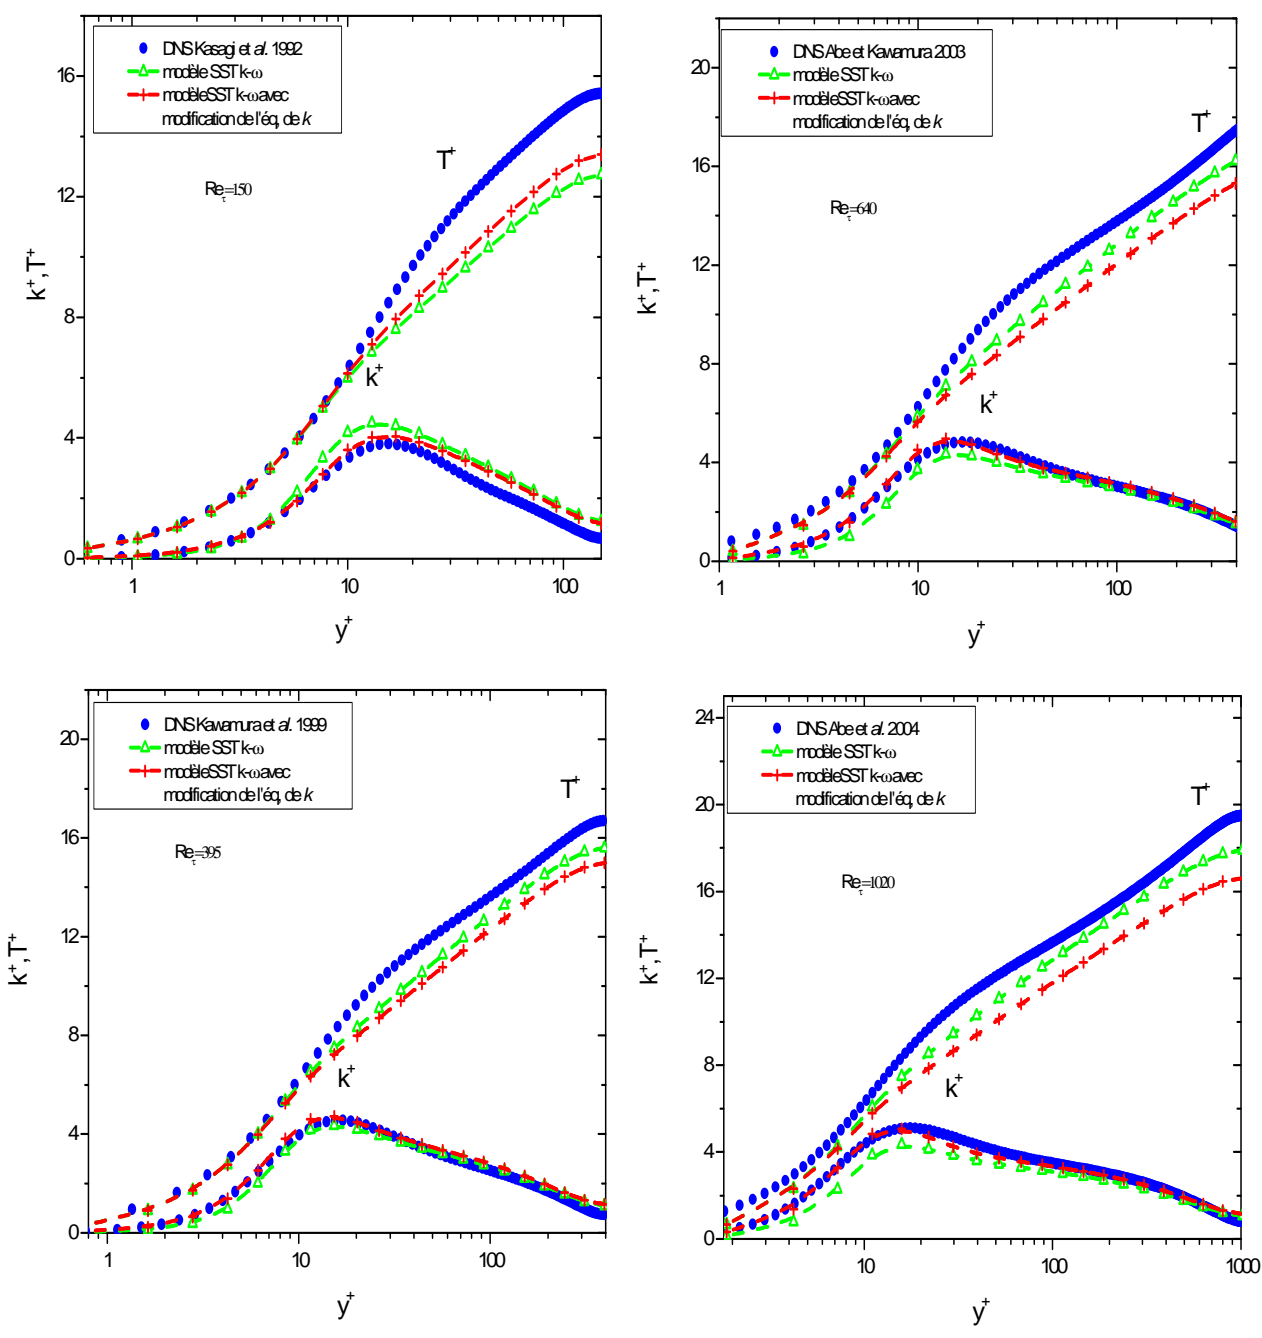 DNS Kasagi et al. 1992
modèle SST k-ω
modèle SST k-ω avec
modification de l'éq, de k
Reτ=150
T+
k+
k+,T+
16
12
8
4
0
1
10
100
y+
DNS Abe et Kawamura 2003
modèle SST k-ω
modèle SST k-ω avec
modification de l'éq, de k
Reτ=640
T+
k+
k+,T+
20
16
12
8
4
0
1
10
100
y+
DNS Kawamura et al. 1999
modèle SST k-ω
modèle SST k-ω avec
modification de l'éq, de k
Reτ=395
T+
k+
k+,T+
20
16
12
8
4
0
1
10
100
y+
DNS Abe et al. 2004
modèle SST k-ω
modèle SST k-ω avec
modification de l'éq, de k
Reτ=1020
T+
k+
k+,T+
24
20
16
12
8
4
0
10
100
1000
y+